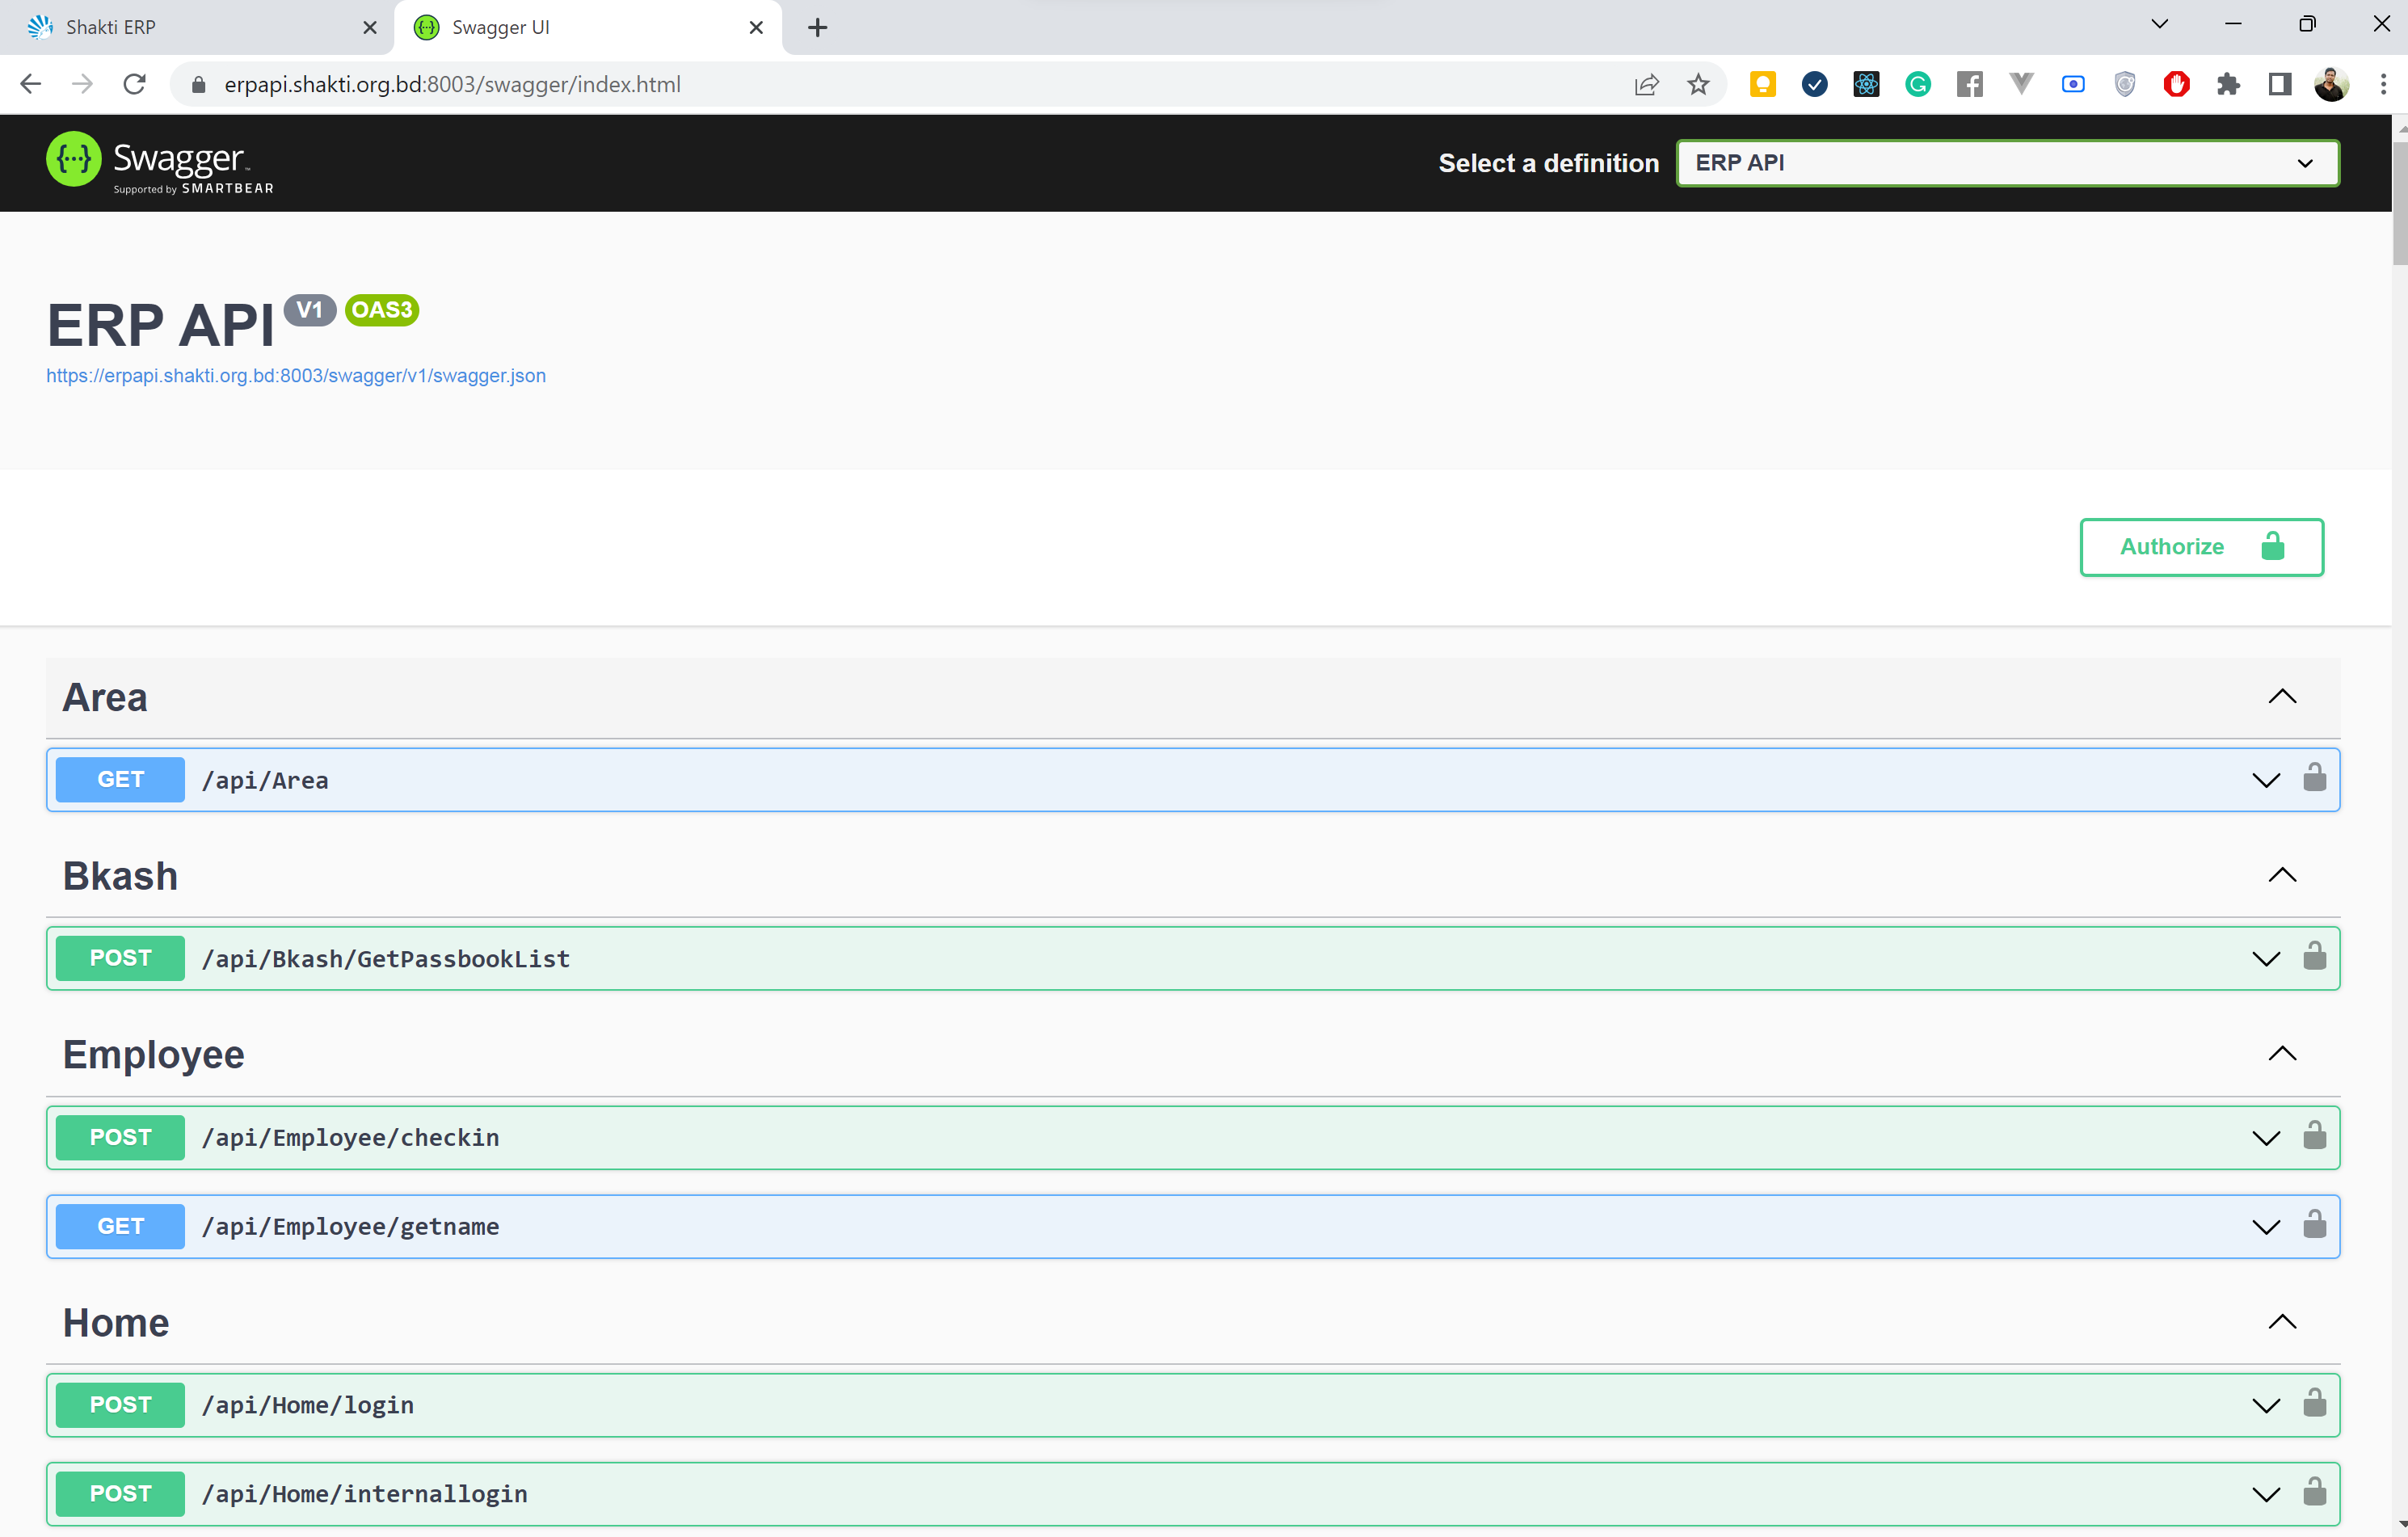 Shakti ERP
Swagger UI
erpapi.shakti.org.bd:8003/swagger/index.html
Swagger
Supported by SMARTBEAR
Select a definition
ERP API
ERP API V1 OAS3
https://erpapi.shakti.org.bd:8003/swagger/v1/swagger.json
Authorize
Area
GET /api/Area
Bkash
POST /api/Bkash/GetPassbookList
Employee
POST /api/Employee/checkin
GET /api/Employee/getname
Home
POST /api/Home/login
POST /api/Home/internallogin